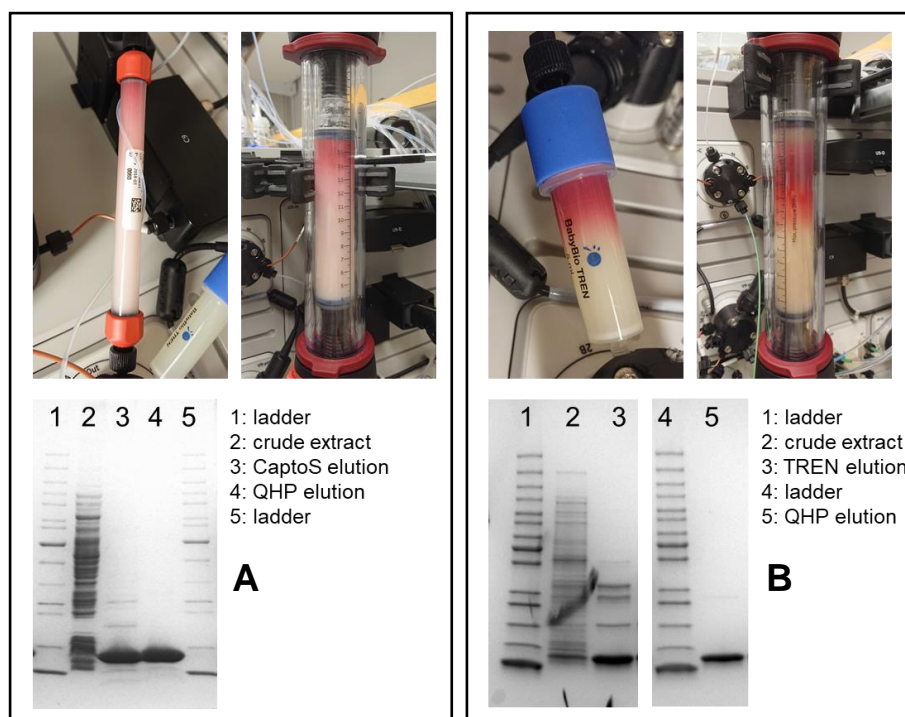 BabyBio TREN
BabyBio TREN
1 2 3 4 5
1: ladder
2: crude extract
3: CaptoS elution
4: QHP elution
5: ladder
A
1 2 3 4 5
1: ladder
2: crude extract
3: TREN elution
4: ladder
5: QHP elution
B